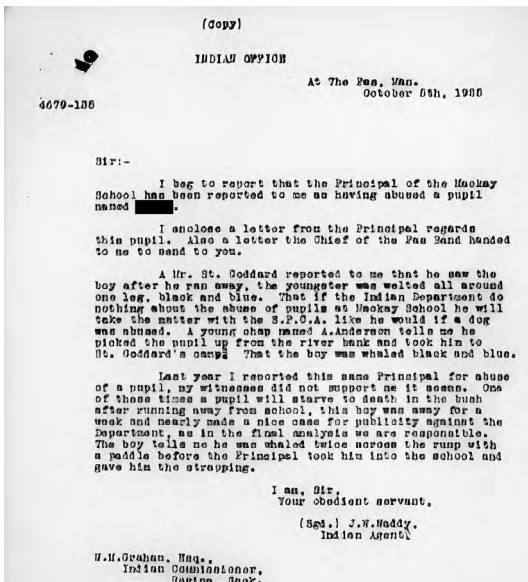 (Copy)
INDIAN OFFICE
At The Pas, Man.
October 5th, 19
4679-
Sir:-
I beg to report that the Principal of the Mackay
School has been reported to me as having abused a pupil
named .
I enclose a letter from the Principal regards
this pupil. Also a letter the Chief of the Pas Band handed
to me to send to you.
A Mr. St. Goddard reported to me that he saw the
boy after he ran away, the youngster was welted all around
one leg, black and blue. That if the Indian Department do
nothing about the abuse of pupils at Mackay School he will
take the matter with the S.P.C.A. like he would if a dog
was abused. A young chap named A.Anderson tells me he
picked the pupil up from the river bank and took him to
St. Goddard's camp. That the boy was whaled black and blue.
Last year I reported this same Principal for abuse
of a pupil, my witnesses did not support me it seems. One
of these times a pupil will starve to death in the bush
after running away from school, this boy was away for a
week and nearly made a nice case for publicity against the
Department, as in the final analysis we are responsible.
The boy tells me he was whaled twice across the rump with
a paddle before the Principal took him into the school and
gave him the strapping.
I am, Sir,
Your obedient servant,
(Sgd.) J.W.Waddy,
Indian Agent.
W.M.Graham, Esq.,
Indian Commissioner,
Regina, Sask.